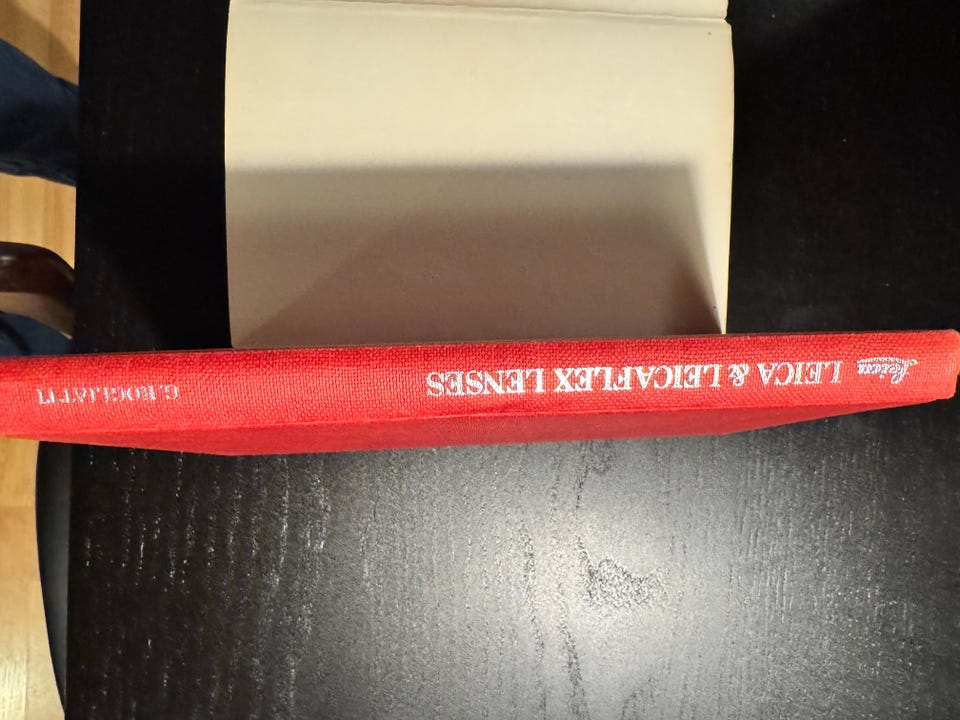 Leica
LEICA & LEICAFLEX LENSES
G. ROGLIATTI